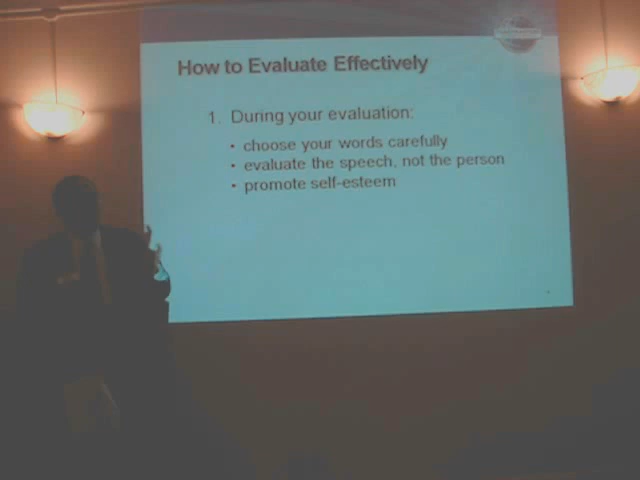 How to Evaluate Effectively
1. During your evaluation:
• choose your words carefully
• evaluate the speech, not the person
• promote self-esteem